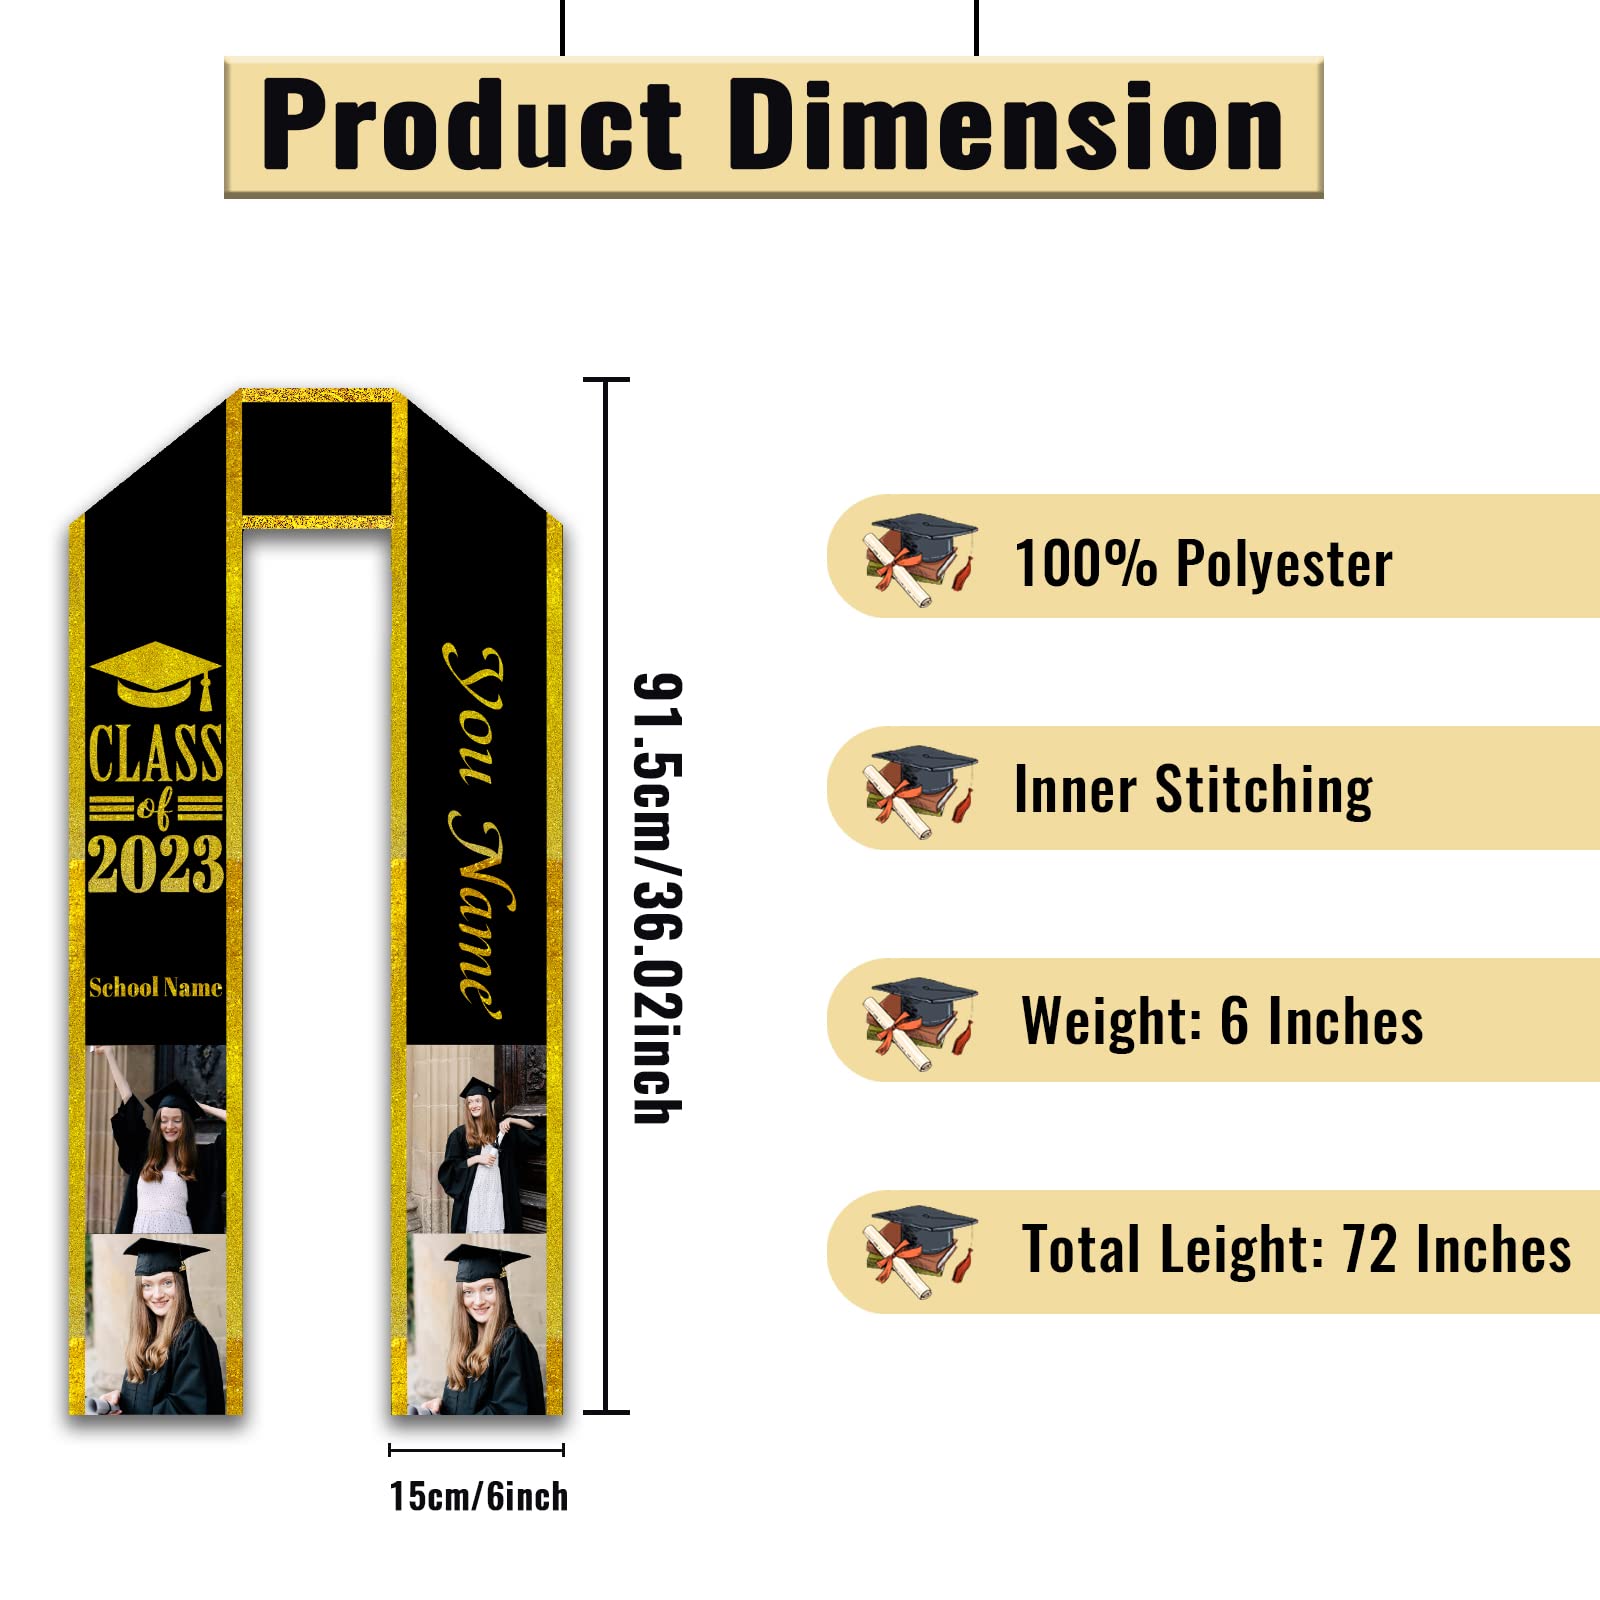 Product Dimension
CLASS
of
2023
School Name
Your Name
91.5cm/36.02inch
15cm/6inch
100% Polyester
Inner Stitching
Weight: 6 Inches
Total Leight: 72 Inches